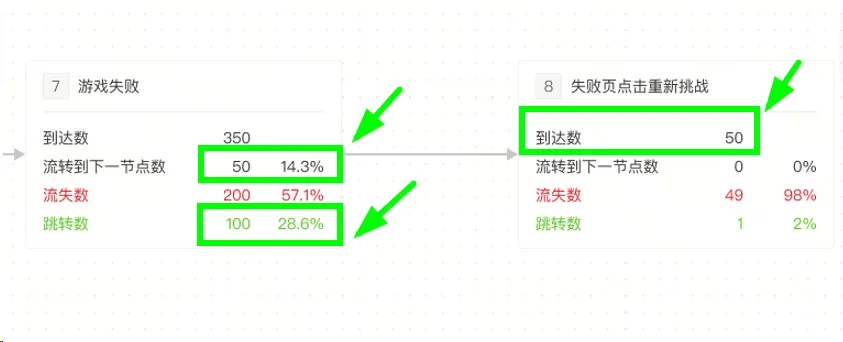 7 游戏失败
到达数 350
流转到下一节点数 50 14.3%
流失数 200 57.1%
跳转数 100 28.6%
8 失败页点击重新挑战
到达数 50
流转到下一节点数 0 0%
流失数 49 98%
跳转数 1 2%